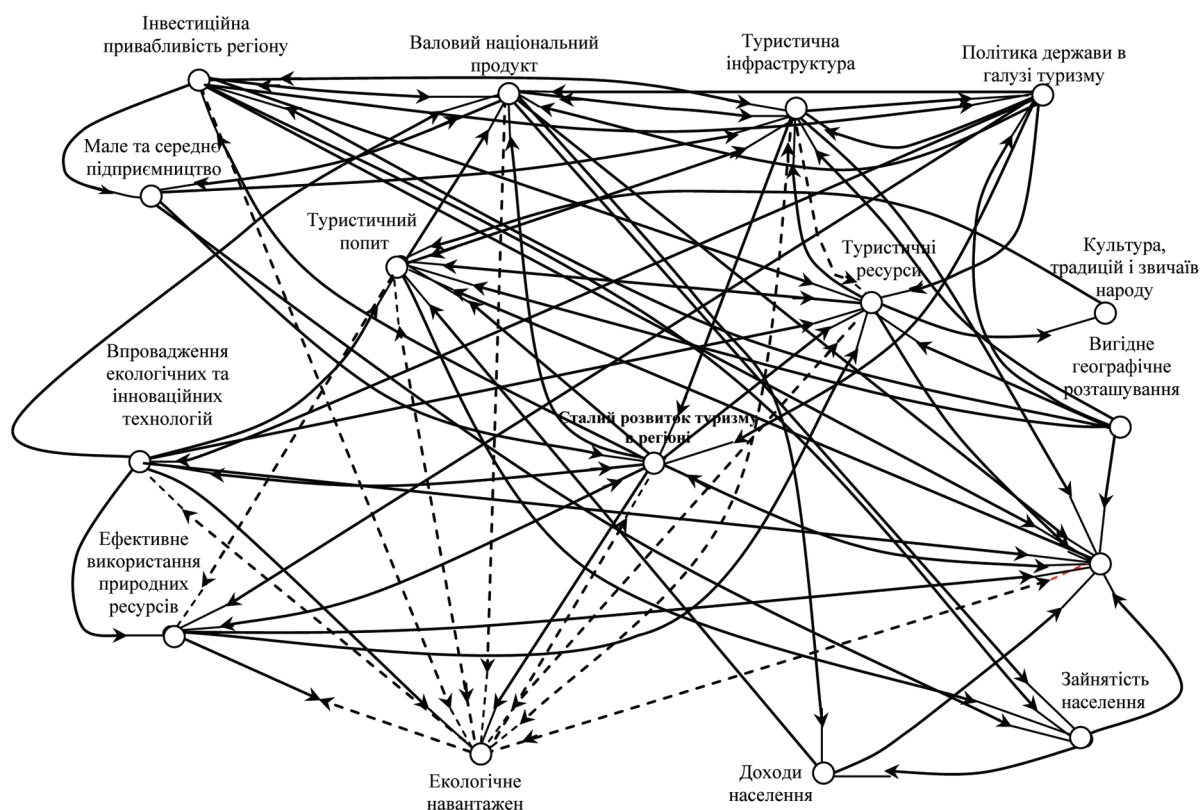 Інвестиційна
привабливість регіону
Валовий національний
продукт
Туристична
інфраструктура
Політика держави в
галузі туризму
Мале та середнє
підприємництво
Туристичний
попит
Туристичні
ресурси
Культура,
традицій і звичаїв
народу
Вигідне
географічне
розташування
Впровадження
екологічних та
інноваційних
технологій
Сталий розвиток туризму
в регіоні
Ефективне
використання
природних
ресурсів
Зайнятість
населення
Екологічне
навантажен
Доходи
населення